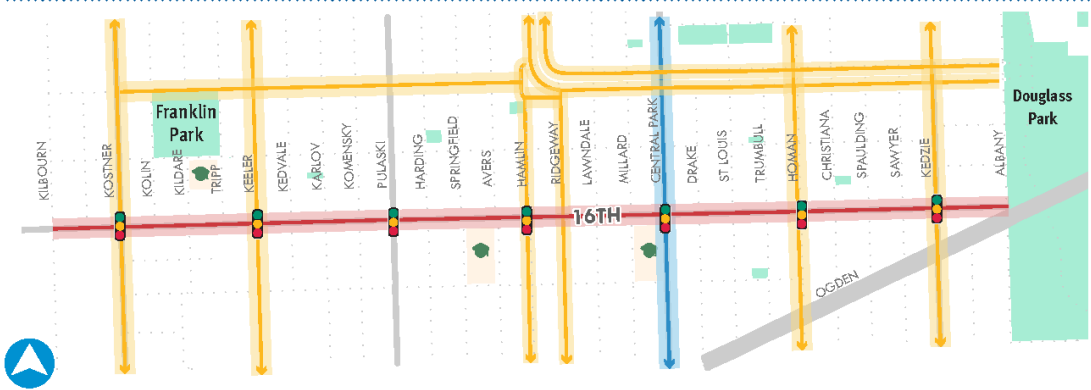 Franklin
Park
Douglass
Park
KILBOURN
KOSTNER
KOLIN
KILDARE
TRIPP
KEELER
KEDVALE
KARLOV
KOMENSKY
PULASKI
HARDING
SPRINGFIELD
AVERS
HAMLIN
RIDGEWAY
LAWNDALE
MILLARD
CENTRAL PARK
DRAKE
ST LOUIS
TRUMBULL
HOMAN
CHRISTIANA
SPAULDING
SAWYER
KEDZIE
ALBANY
16TH
OGDEN